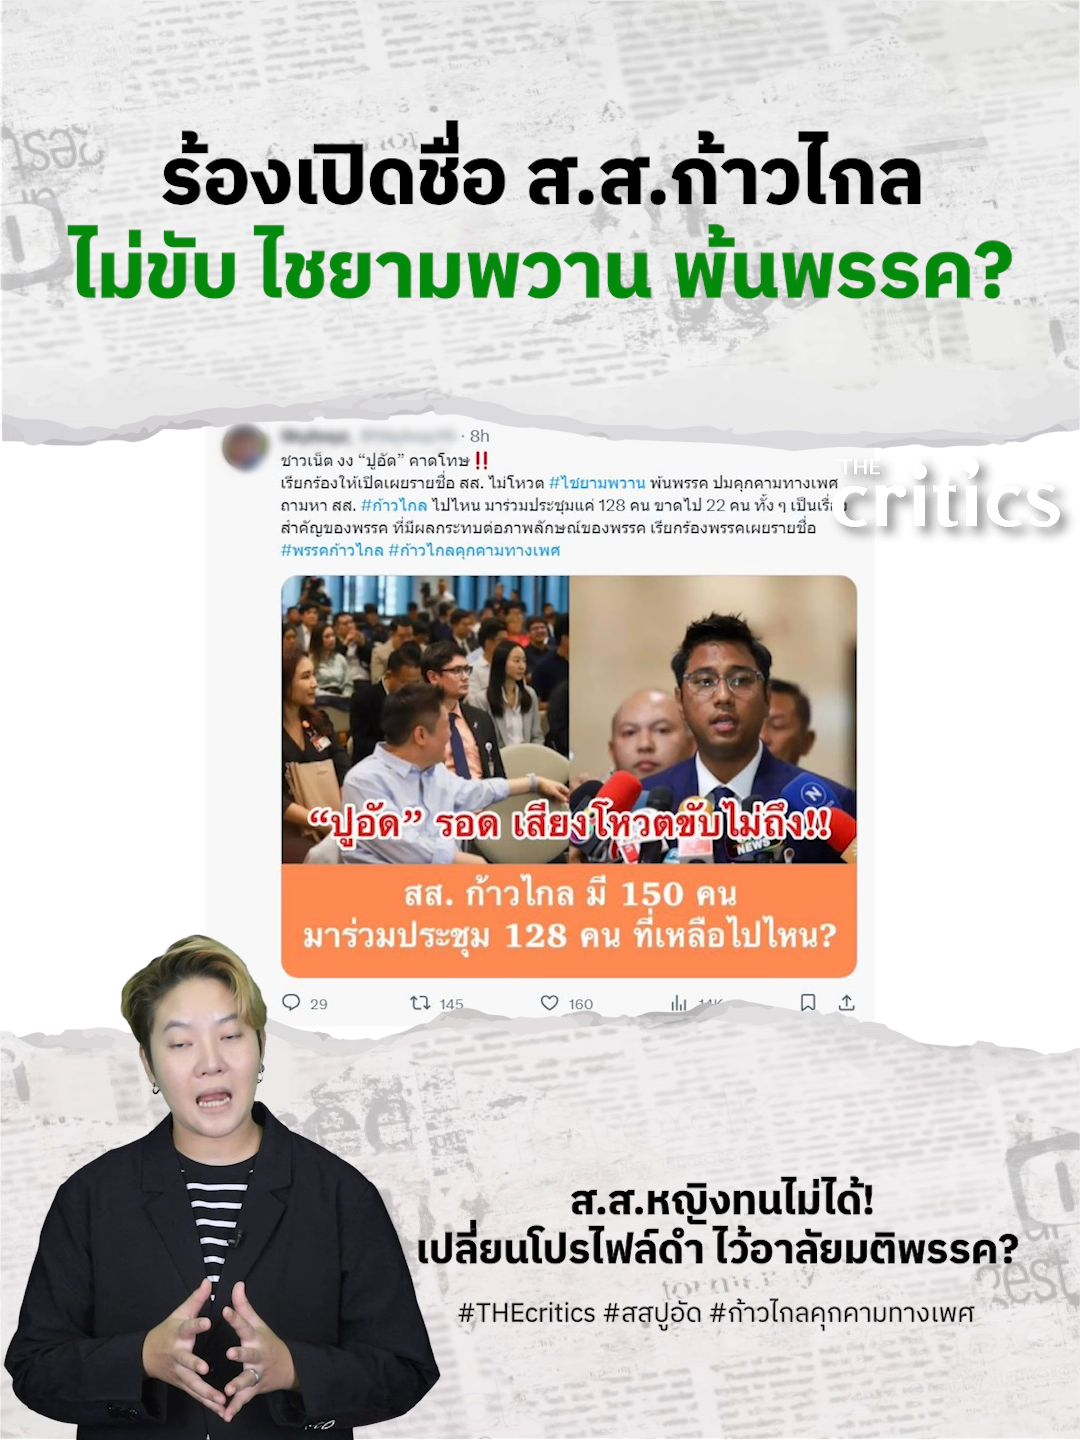 ร้องเปิดชื่อ ส.ส.ก้าวไกล
ไม่ขับ ไชยามพวาน พ้นพรรค?
· 8h
ชาวเน็ต งง “ปูอัด” คาดโทษ ‼️
เรียกร้องให้เปิดเผยรายชื่อ สส. ไม่โหวต #ไชยามพวาน พ้นพรรค ปมคุกคามทางเพศ
ถามหา สส. #ก้าวไกล ไปไหน มาร่วมประชุมแค่ 128 คน ขาดไป 22 คน ทั้ง ๆ เป็นเรื่อง
สำคัญของพรรค ที่มีผลกระทบต่อภาพลักษณ์ของพรรค เรียกร้องพรรคเผยรายชื่อ
#พรรคก้าวไกล #ก้าวไกลคุกคามทางเพศ
THE
critics
“ปูอัด” รอด เสียงโหวตขับไม่ถึง!!
NEWS
สส. ก้าวไกล มี 150 คน
มาร่วมประชุม 128 คน ที่เหลือไปไหน?
29 145 160
ส.ส.หญิงทนไม่ได้!
เปลี่ยนโปรไฟล์ดำ ไว้อาลัยมติพรรค?
#THEcritics #สสปูอัด #ก้าวไกลคุกคามทางเพศ